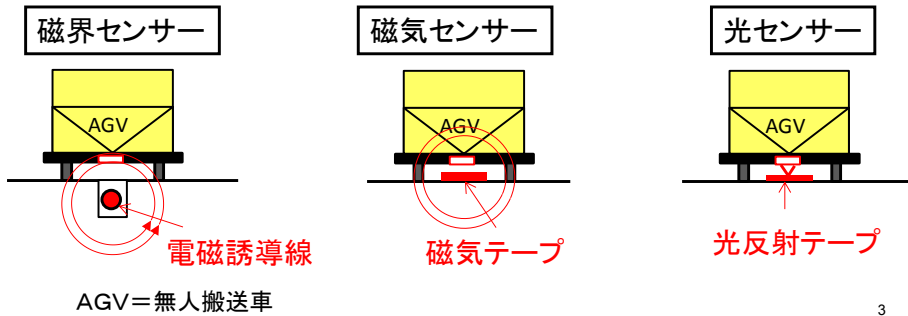 磁界センサー
磁気センサー
光センサー
AGV
AGV
AGV
電磁誘導線
磁気テープ
光反射テープ
AGV＝無人搬送車
3